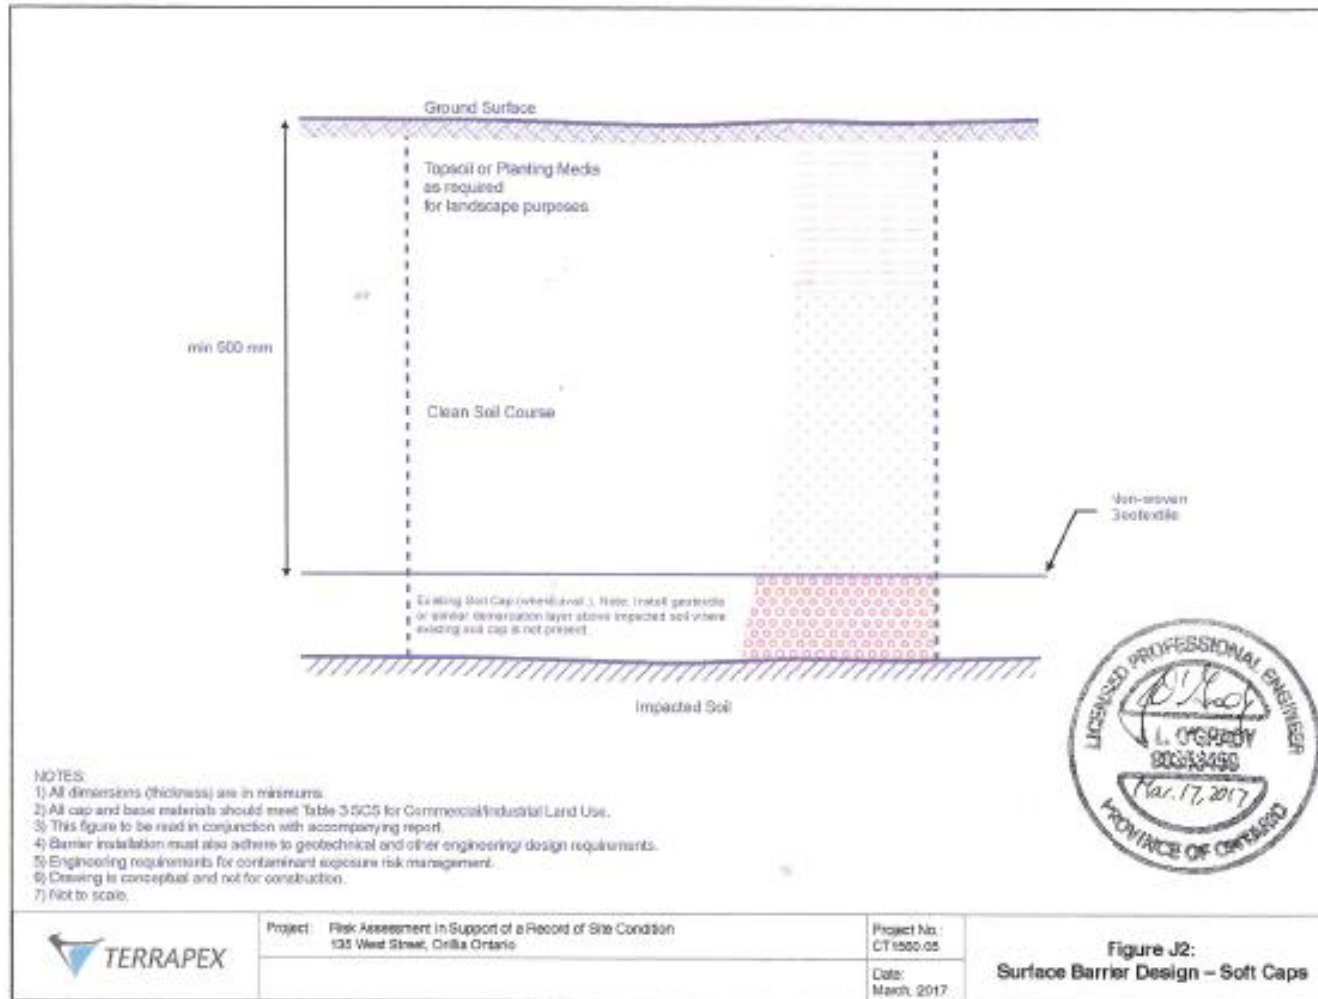 Ground Surface
Topsoil or Planting Media
as required
for landscape purposes
min 500 mm
Clean Soil Course
Non-woven
Geotextile
Existing Soil Cap (where avail.). Note: Install geotextile
or similar demarcation layer above impacted soil where
existing soil cap is not present.
Impacted Soil
LICENSED PROFESSIONAL ENGINEER
L. O'GRADY
Mar. 17, 2017
PROVINCE OF ONTARIO
NOTES:
1) All dimensions (thickness) are in minimums.
2) All cap and base materials should meet Table 3 SCS for Commercial/Industrial Land Use.
3) This figure to be read in conjunction with accompanying report.
4) Barrier installation must also adhere to geotechnical and other engineering/ design requirements.
5) Engineering requirements for contaminant exposure risk management.
6) Drawing is conceptual and not for construction.
7) Not to scale.
TERRAPEX
Project: Risk Assessment in Support of a Record of Site Condition
135 West Street, Orillia Ontario
Project No.:
CT1560.05
Date:
March, 2017
Figure J2:
Surface Barrier Design – Soft Caps